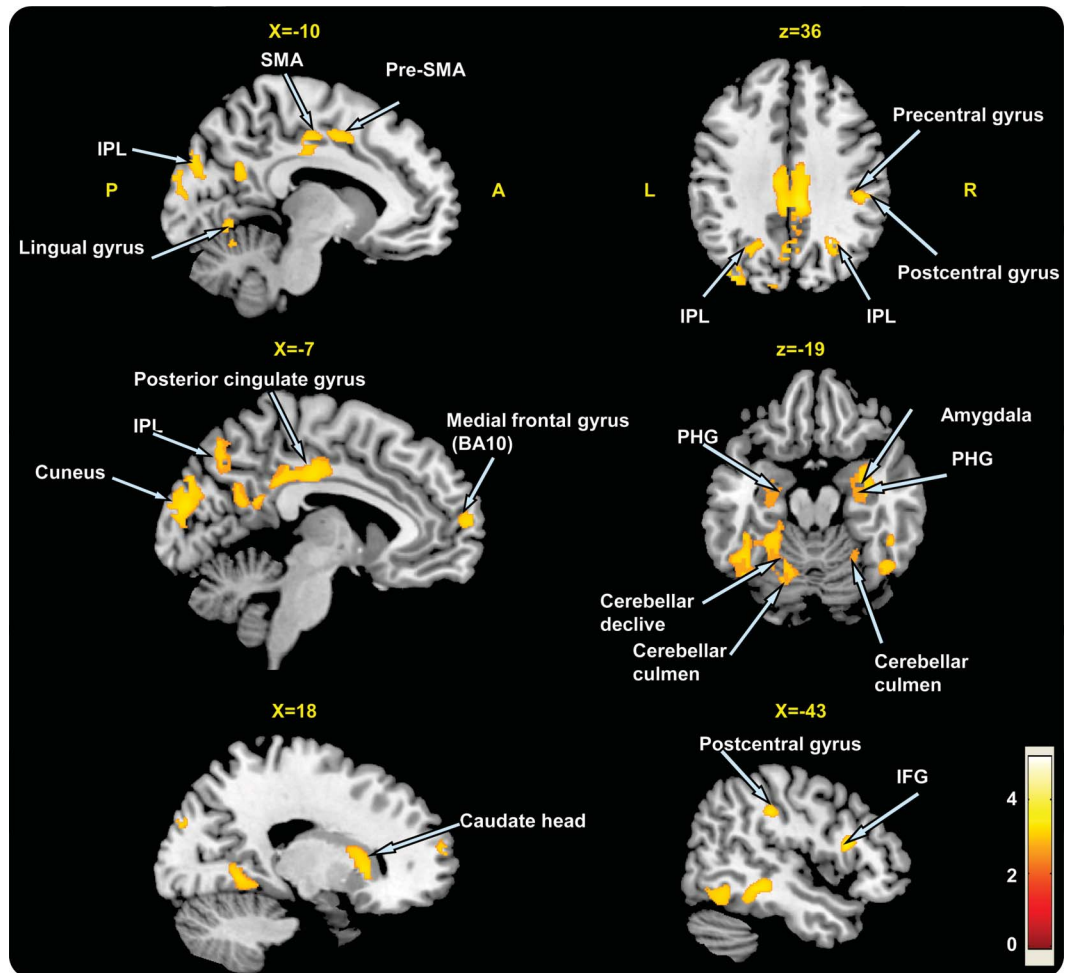 X=-10
SMA
Pre-SMA
IPL
P
A
Lingual gyrus
z=36
Precentral gyrus
L
R
Postcentral gyrus
IPL
IPL
X=-7
Posterior cingulate gyrus
IPL
Medial frontal gyrus
(BA10)
Cuneus
z=-19
Amygdala
PHG
PHG
Cerebellar
declive
Cerebellar
culmen
Cerebellar
culmen
X=18
Caudate head
X=-43
Postcentral gyrus
IFG
4
2
0